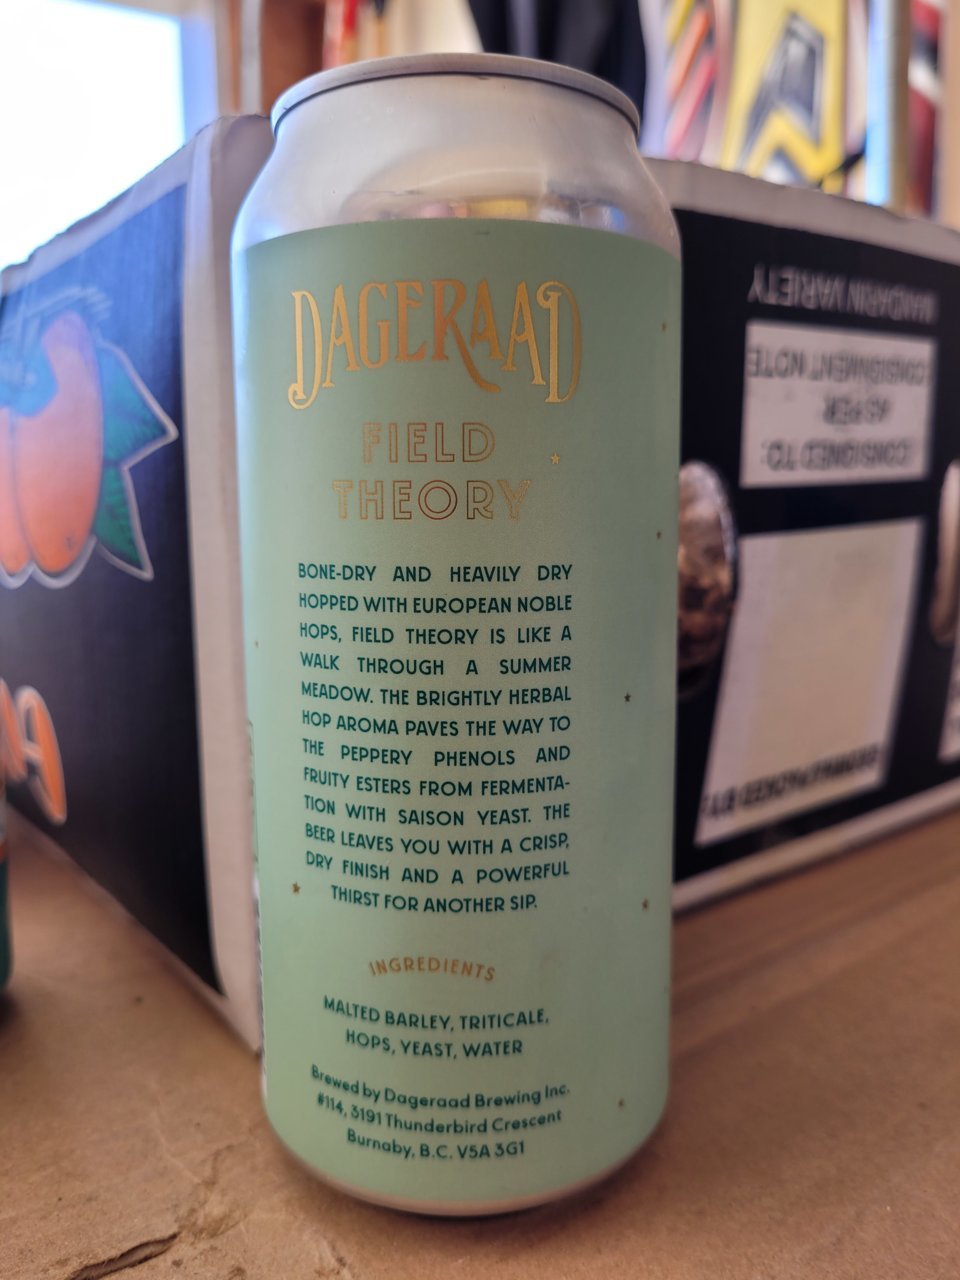 DAGERAAD
FIELD
THEORY
BONE-DRY AND HEAVILY DRY
HOPPED WITH EUROPEAN NOBLE
HOPS, FIELD THEORY IS LIKE A
WALK THROUGH A SUMMER
MEADOW. THE BRIGHTLY HERBAL
HOP AROMA PAVES THE WAY TO
THE PEPPERY PHENOLS AND
FRUITY ESTERS FROM FERMENTA-
TION WITH SAISON YEAST. THE
BEER LEAVES YOU WITH A CRISP,
DRY FINISH AND A POWERFUL
THIRST FOR ANOTHER SIP.
INGREDIENTS
MALTED BARLEY, TRITICALE,
HOPS, YEAST, WATER
Brewed by Dageraad Brewing Inc.
#114, 3191 Thunderbird Crescent
Burnaby, B.C. V5A 3G1
CONSIGNED TO:
AS PER
CONSIGNMENT NOTE
MANDARIN VARIETY